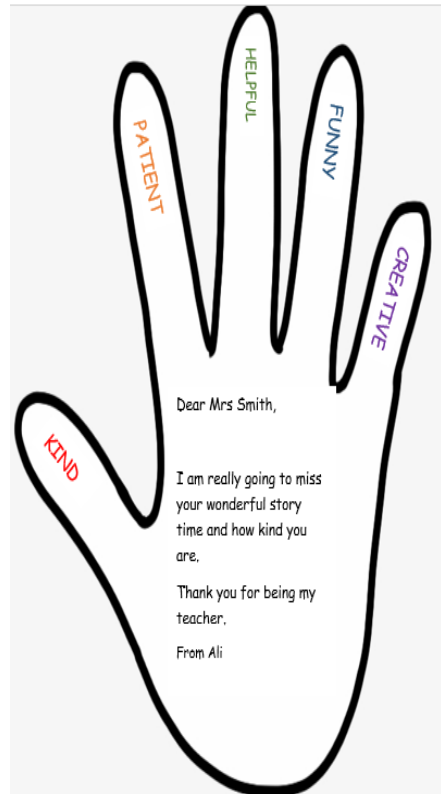 KIND
PATIENT
HELPFUL
FUNNY
CREATIVE
Dear Mrs Smith,
I am really going to miss
your wonderful story
time and how kind you
are.
Thank you for being my
teacher.
From Ali